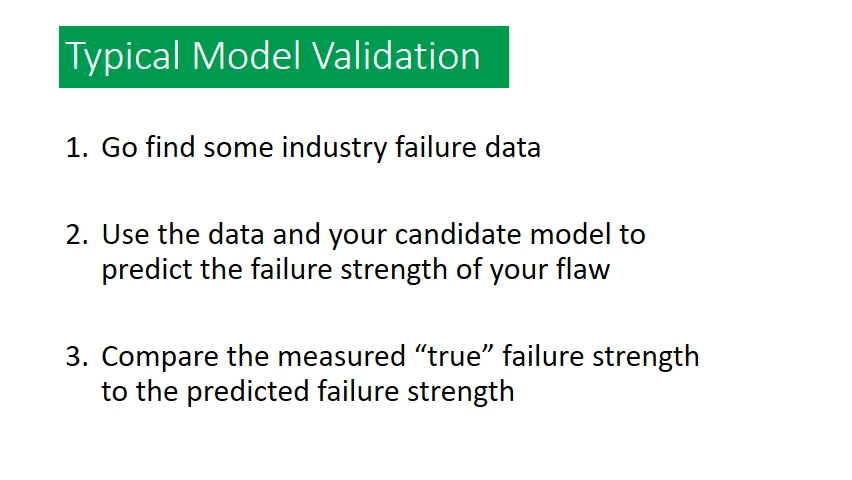 Typical Model Validation
1. Go find some industry failure data
2. Use the data and your candidate model to
predict the failure strength of your flaw
3. Compare the measured “true” failure strength
to the predicted failure strength